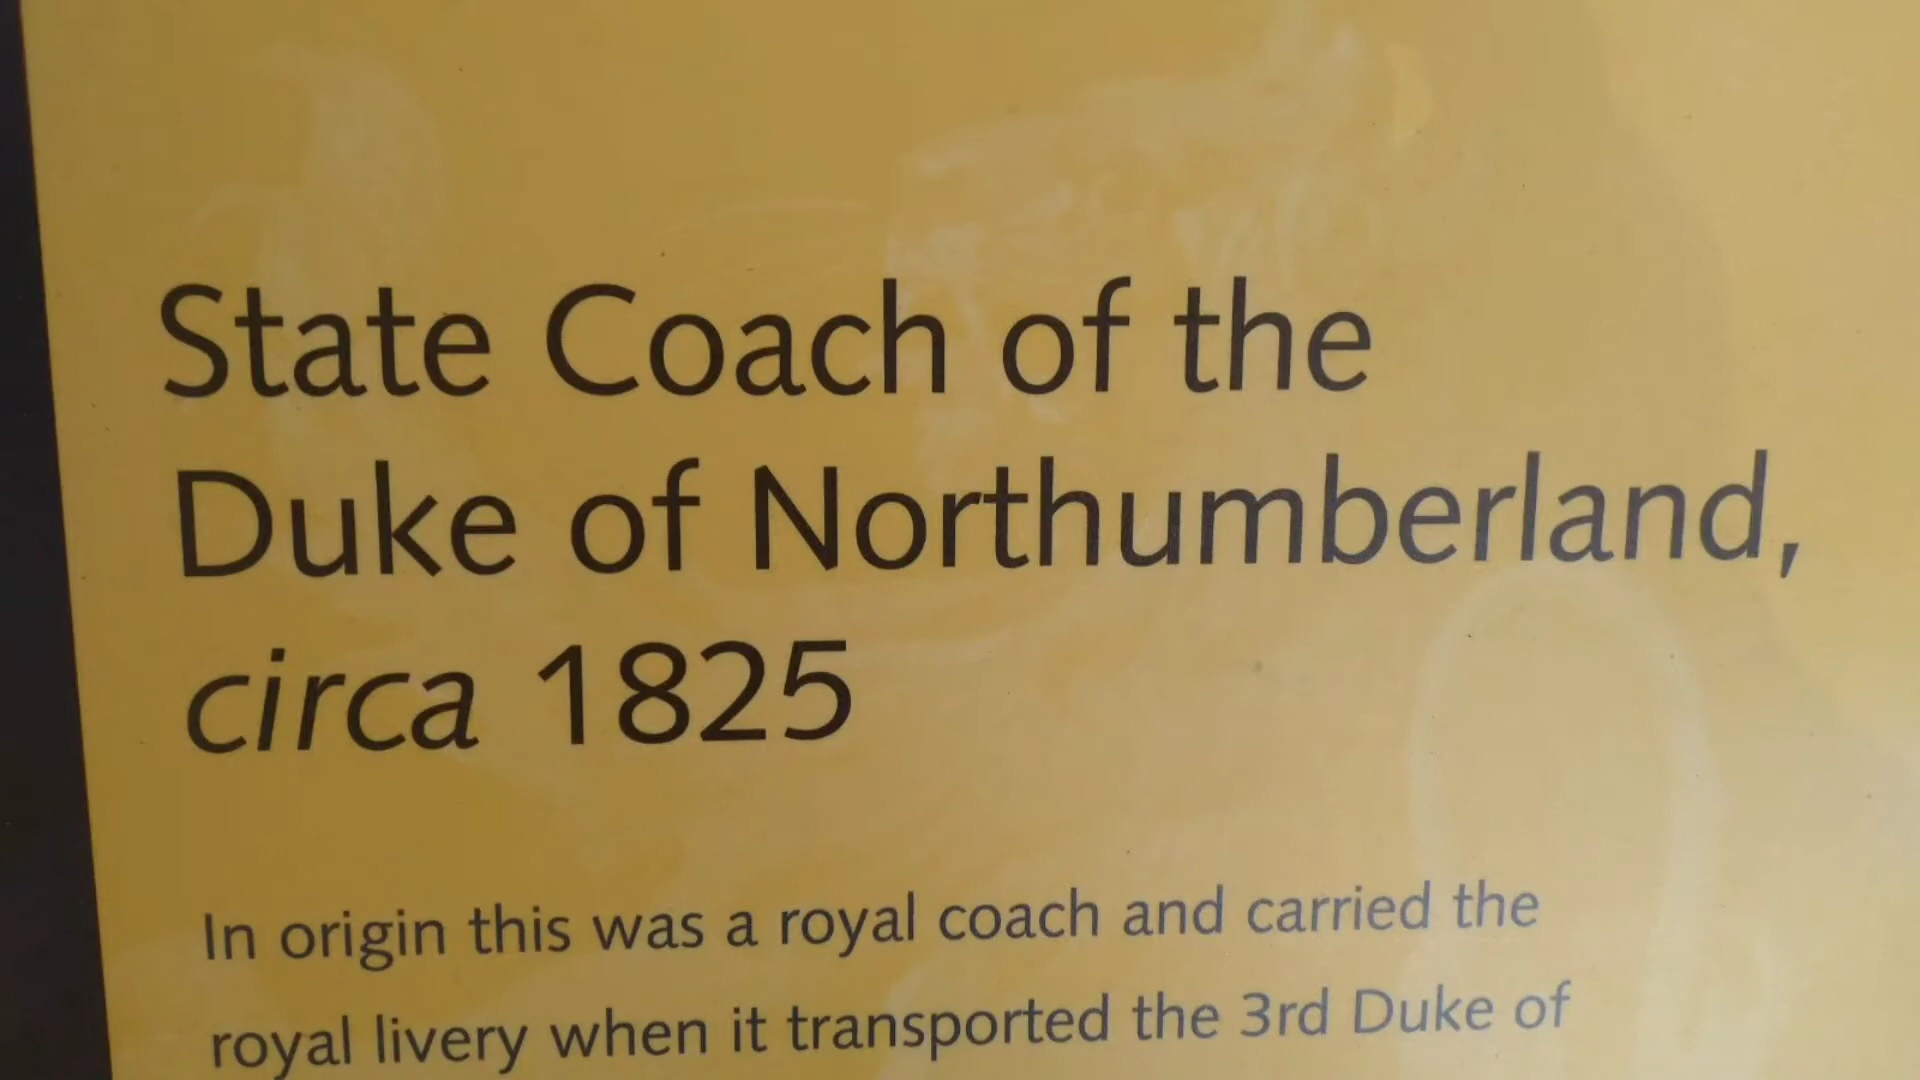 State Coach of the
Duke of Northumberland,
circa 1825
In origin this was a royal coach and carried the
royal livery when it transported the 3rd Duke of